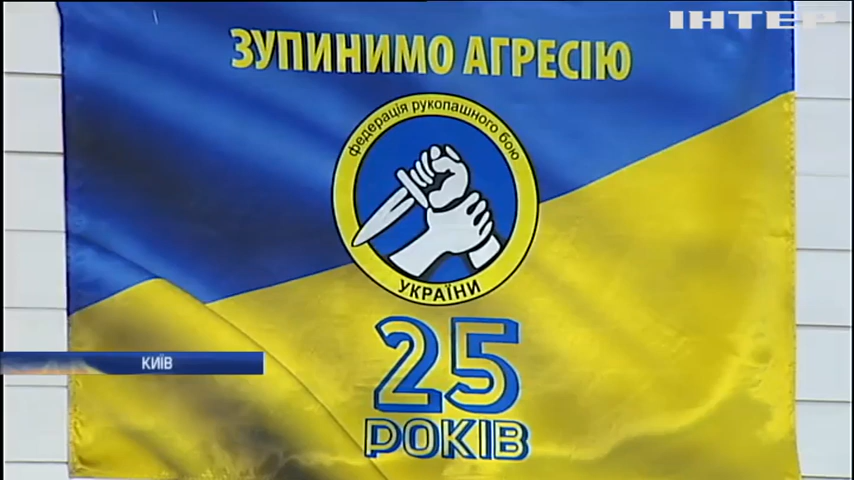 ІНТЕР
ЗУПИНИМО АГРЕСІЮ
федерація рукопашного бою
УКРАЇНИ
25
РОКІВ
КИЇВ